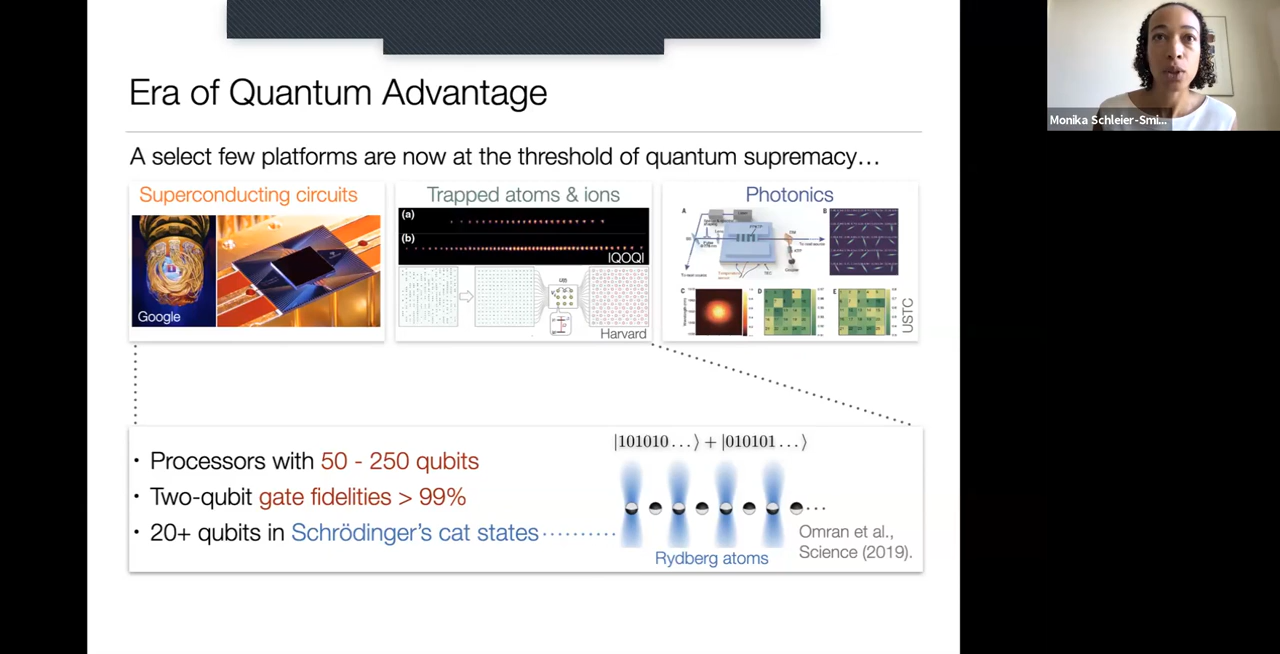 Era of Quantum Advantage
A select few platforms are now at the threshold of quantum supremacy…
Superconducting circuits
Google
Trapped atoms & ions
(a)
(b)
IQOQI
Harvard
Photonics
A
B
C
D
E
USTC
• Processors with 50 - 250 qubits
• Two-qubit gate fidelities > 99%
• 20+ qubits in Schrödinger's cat states
|101010 . . .⟩ + |010101 . . .⟩
Rydberg atoms
Omran et al.,
Science (2019).
Monika Schleier-Smi...